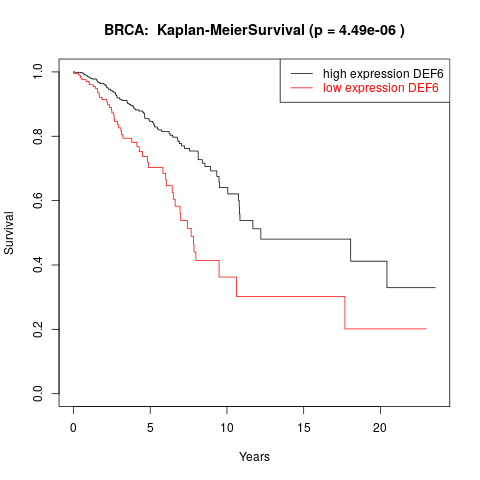 BRCA:  Kaplan-MeierSurvival (p = 4.49e-06 )
high expression DEF6
low expression DEF6
1.0
0.8
0.6
0.4
0.2
0.0
Survival
0 5 10 15 20
Years